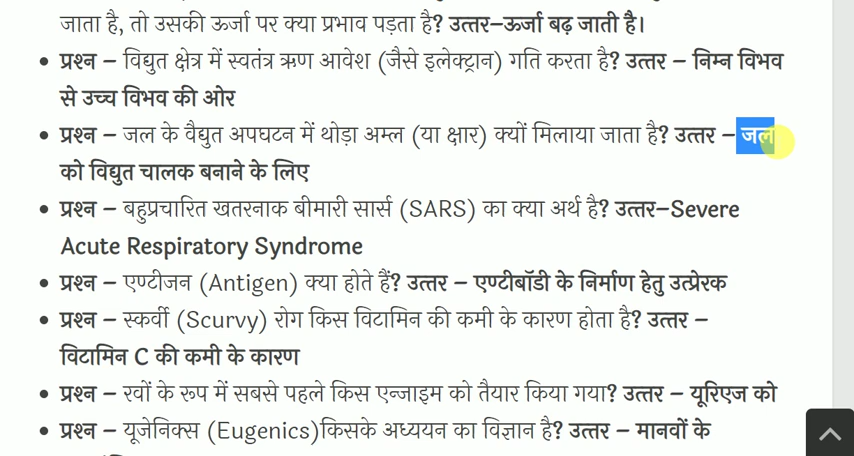 जाता है, तो उसकी ऊर्जा पर क्या प्रभाव पड़ता है? उत्तर–ऊर्जा बढ़ जाती है।
प्रश्न – विद्युत क्षेत्र में स्वतंत्र ऋण आवेश (जैसे इलेक्ट्रान) गति करता है? उत्तर – निम्न विभव
से उच्च विभव की ओर
प्रश्न – जल के वैद्युत अपघटन में थोड़ा अम्ल (या क्षार) क्यों मिलाया जाता है? उत्तर – जल
को विद्युत चालक बनाने के लिए
प्रश्न – बहुप्रचारित खतरनाक बीमारी सार्स (SARS) का क्या अर्थ है? उत्तर–Severe
Acute Respiratory Syndrome
प्रश्न – एण्टीजन (Antigen) क्या होते हैं? उत्तर – एण्टीबॉडी के निर्माण हेतु उत्प्रेरक
प्रश्न – स्कर्वी (Scurvy) रोग किस विटामिन की कमी के कारण होता है? उत्तर –
विटामिन C की कमी के कारण
प्रश्न – रवों के रूप में सबसे पहले किस एन्जाइम को तैयार किया गया? उत्तर – यूरिएज को
प्रश्न – यूजेनिक्स (Eugenics)किसके अध्ययन का विज्ञान है? उत्तर – मानवों के